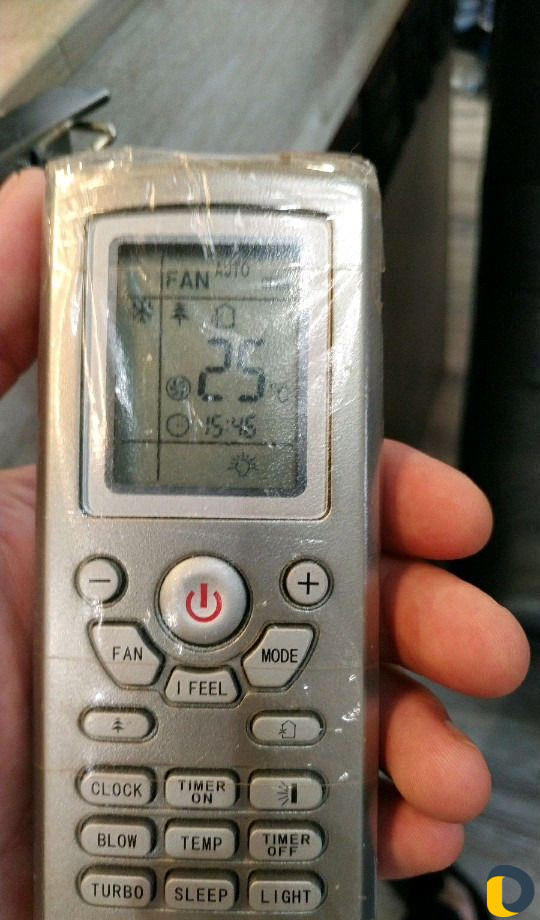 FAN AUTO
25 °C
15:45
− +
FAN MODE
I FEEL
CLOCK TIMER ON
BLOW TEMP TIMER OFF
TURBO SLEEP LIGHT